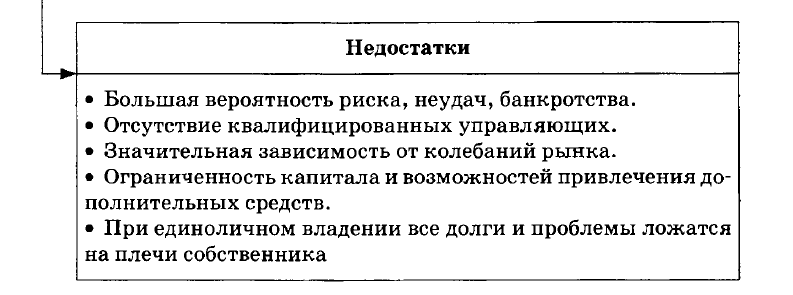 Недостатки
• Большая вероятность риска, неудач, банкротства.
• Отсутствие квалифицированных управляющих.
• Значительная зависимость от колебаний рынка.
• Ограниченность капитала и возможностей привлечения до-
полнительных средств.
• При единоличном владении все долги и проблемы ложатся
на плечи собственника